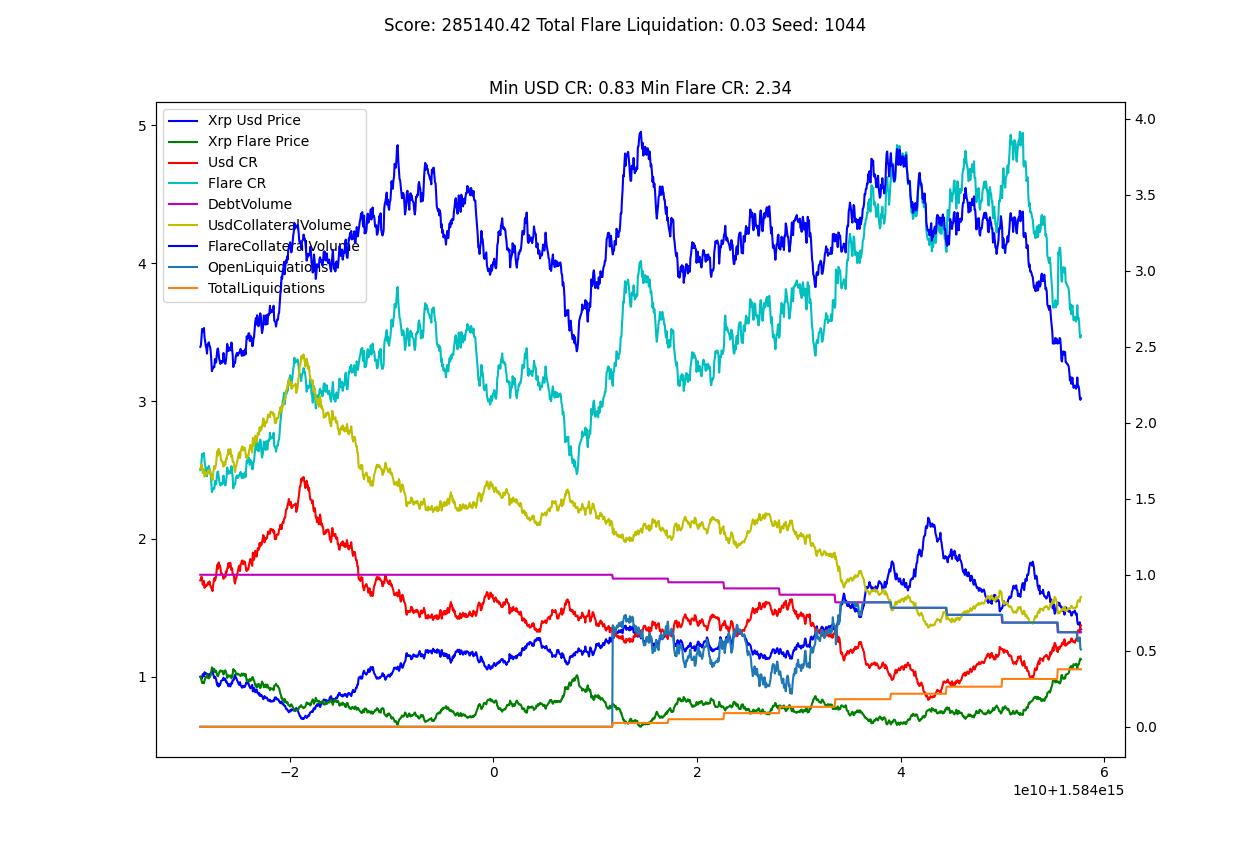 Score: 285140.42 Total Flare Liquidation: 0.03 Seed: 1044
Min USD CR: 0.83 Min Flare CR: 2.34
Xrp Usd Price
Xrp Flare Price
Usd CR
Flare CR
DebtVolume
UsdCollateralVolume
FlareCollateralVolume
OpenLiquidations
TotalLiquidations
5
4
3
2
1
4.0
3.5
3.0
2.5
2.0
1.5
1.0
0.5
0.0
−2
0
2
4
6
1e10+1.584e15